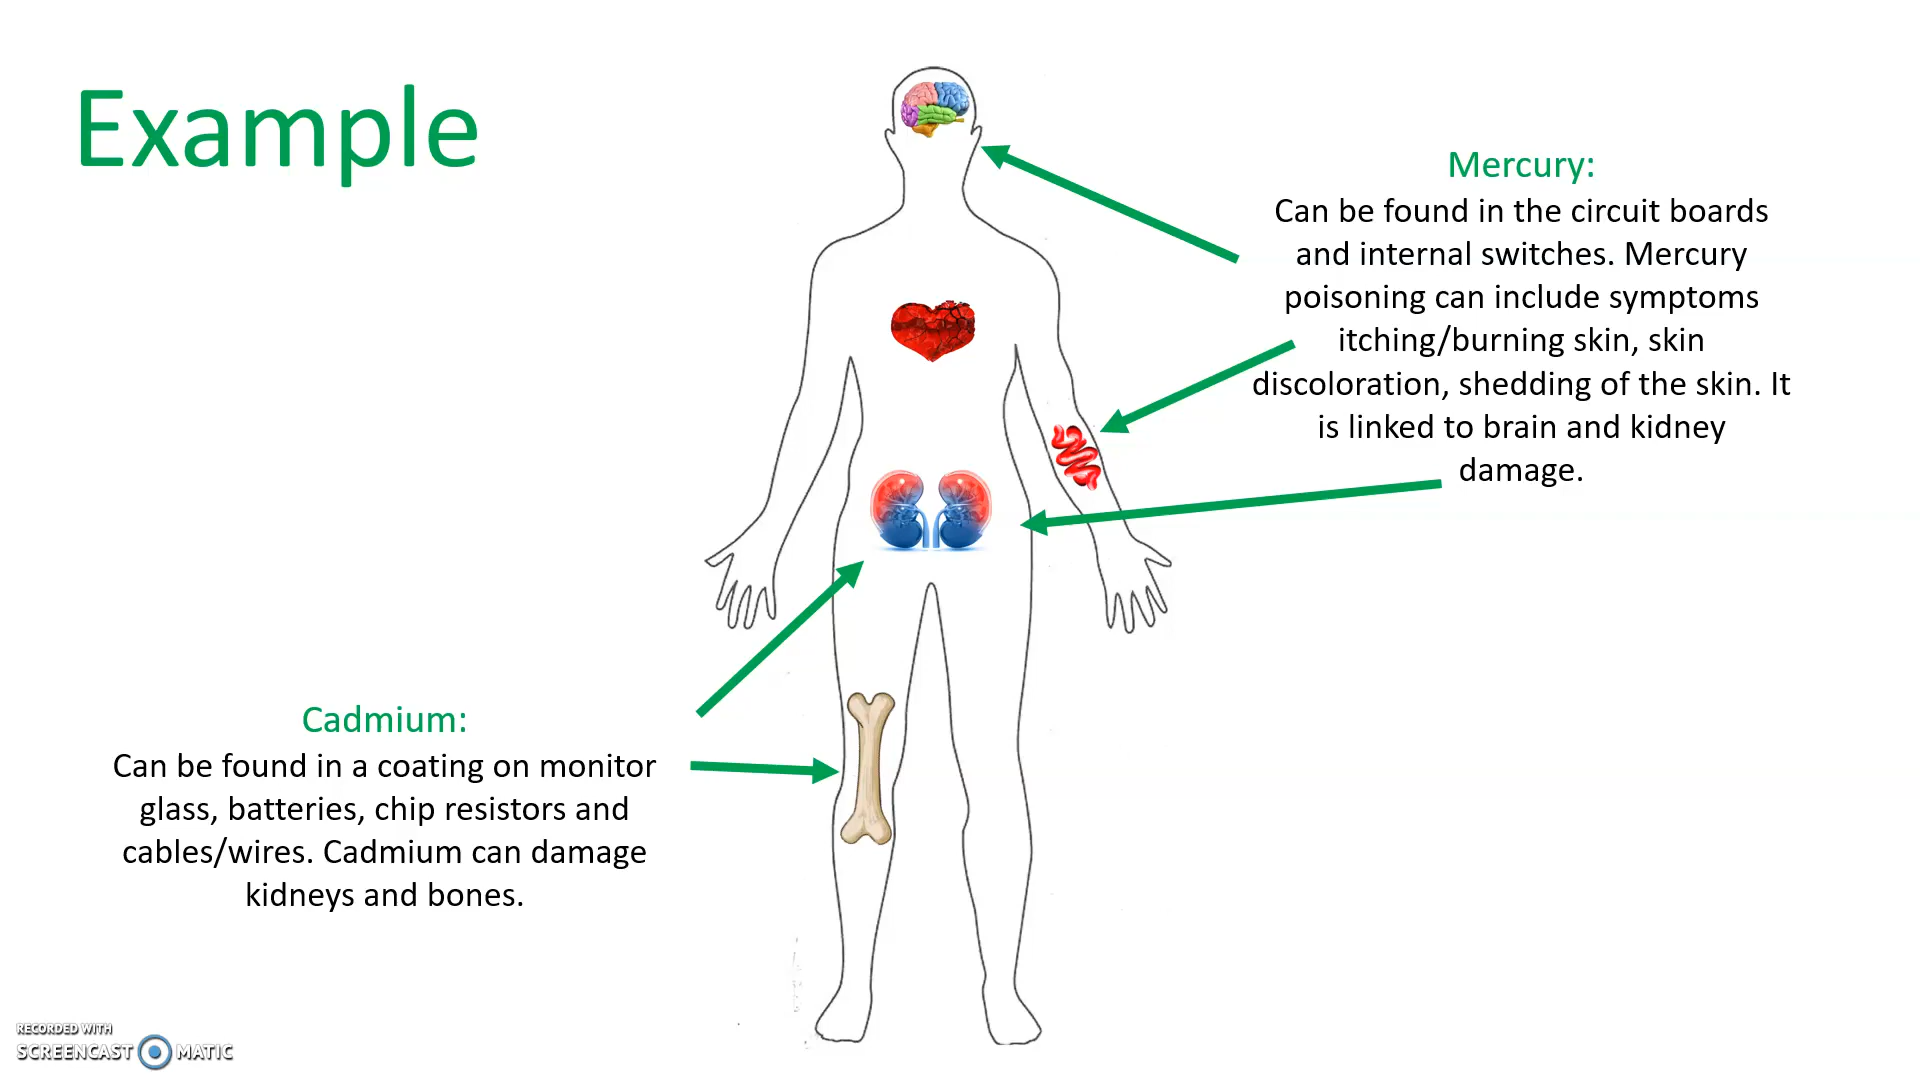 Example
Mercury:
Can be found in the circuit boards
and internal switches. Mercury
poisoning can include symptoms
itching/burning skin, skin
discoloration, shedding of the skin. It
is linked to brain and kidney
damage.
Cadmium:
Can be found in a coating on monitor
glass, batteries, chip resistors and
cables/wires. Cadmium can damage
kidneys and bones.
RECORDED WITH
SCREENCAST MATIC